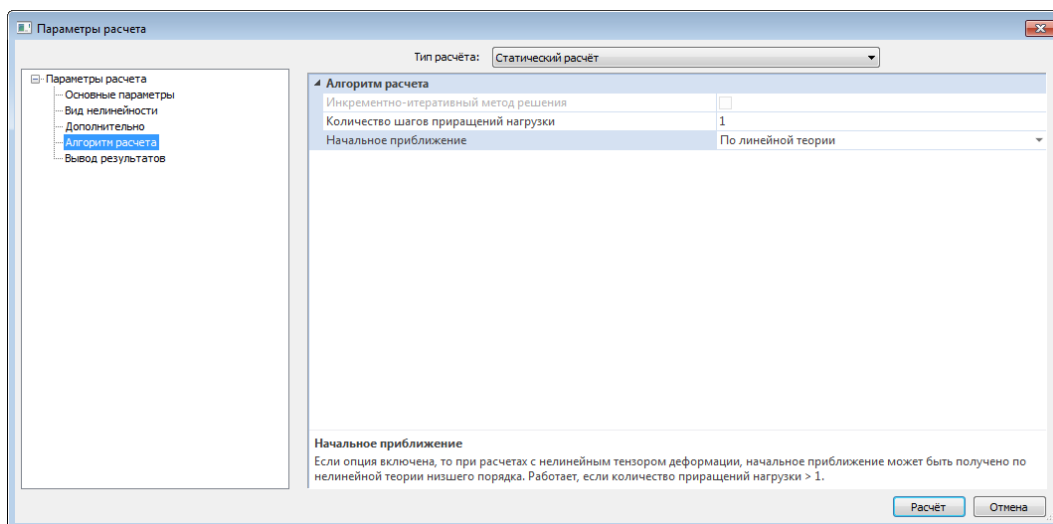 Параметры расчета
Тип расчёта: Статический расчёт
Параметры расчета
Основные параметры
Вид нелинейности
Дополнительно
Алгоритм расчета
Вывод результатов
Алгоритм расчета
Инкрементно-итеративный метод решения
Количество шагов приращений нагрузки 1
Начальное приближение По линейной теории
Начальное приближение
Если опция включена, то при расчетах с нелинейным тензором деформации, начальное приближение может быть получено по
нелинейной теории низшего порядка. Работает, если количество приращений нагрузки > 1.
Расчёт Отмена